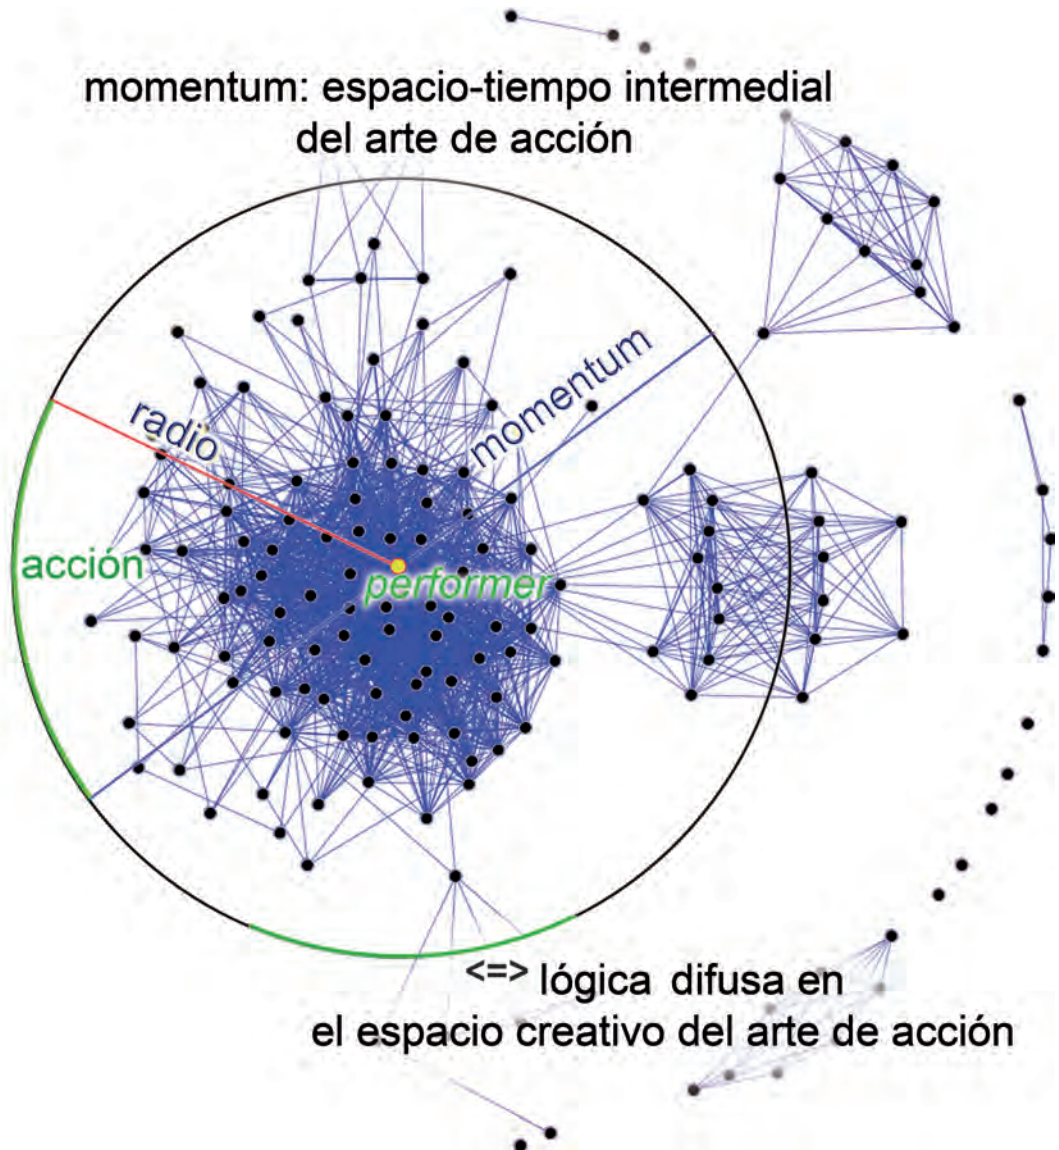 momentum: espacio-tiempo intermedial
del arte de acción
momentum
radio
acción
performer
<=> lógica difusa en
el espacio creativo del arte de acción